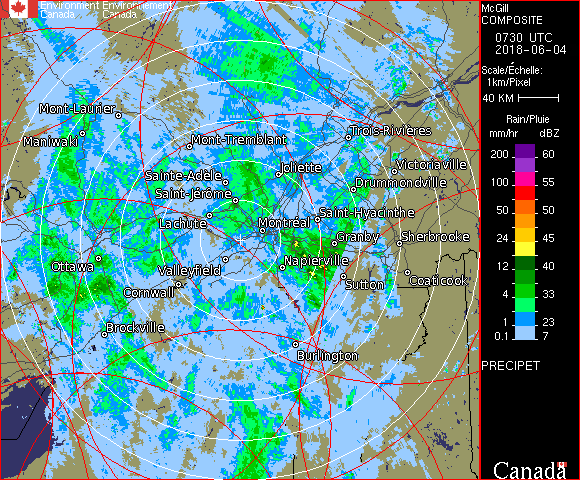 Environment Environnement
Canada Canada
McGill
COMPOSITE
0730 UTC
2018-06-04
Scale/Échelle:
1km/Pixel
40 KM
Rain/Pluie
mm/hr dBZ
200 60
100 55
50 50
24 45
12 40
4 33
1 23
0.1 7
PRECIPET
Canada
Mont-Laurier
Maniwaki
Mont-Tremblant
Trois-Rivières
Joliette
Victoriaville
Sainte-Adèle
Drummondville
Saint-Jérôme
Saint-Hyacinthe
Lachute
Montréal
Granby
Sherbrooke
Ottawa
Valleyfield
Napierville
Cornwall
Sutton
Coaticook
Brockville
Burlington